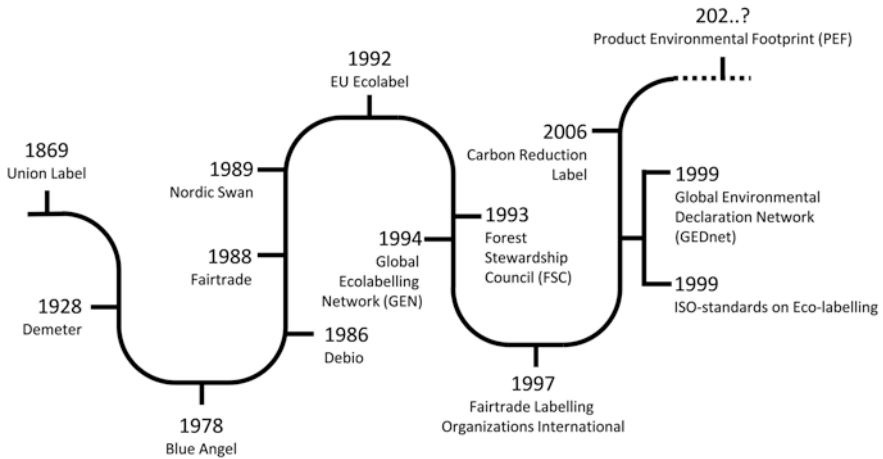 1869
Union Label
1928
Demeter
1978
Blue Angel
1986
Debio
1988
Fairtrade
1989
Nordic Swan
1992
EU Ecolabel
1993
Forest
Stewardship
Council (FSC)
1994
Global
Ecolabelling
Network (GEN)
1997
Fairtrade Labelling
Organizations International
1999
Global Environmental
Declaration Network
(GEDnet)
1999
ISO-standards on Eco-labelling
2006
Carbon Reduction
Label
202..?
Product Environmental Footprint (PEF)